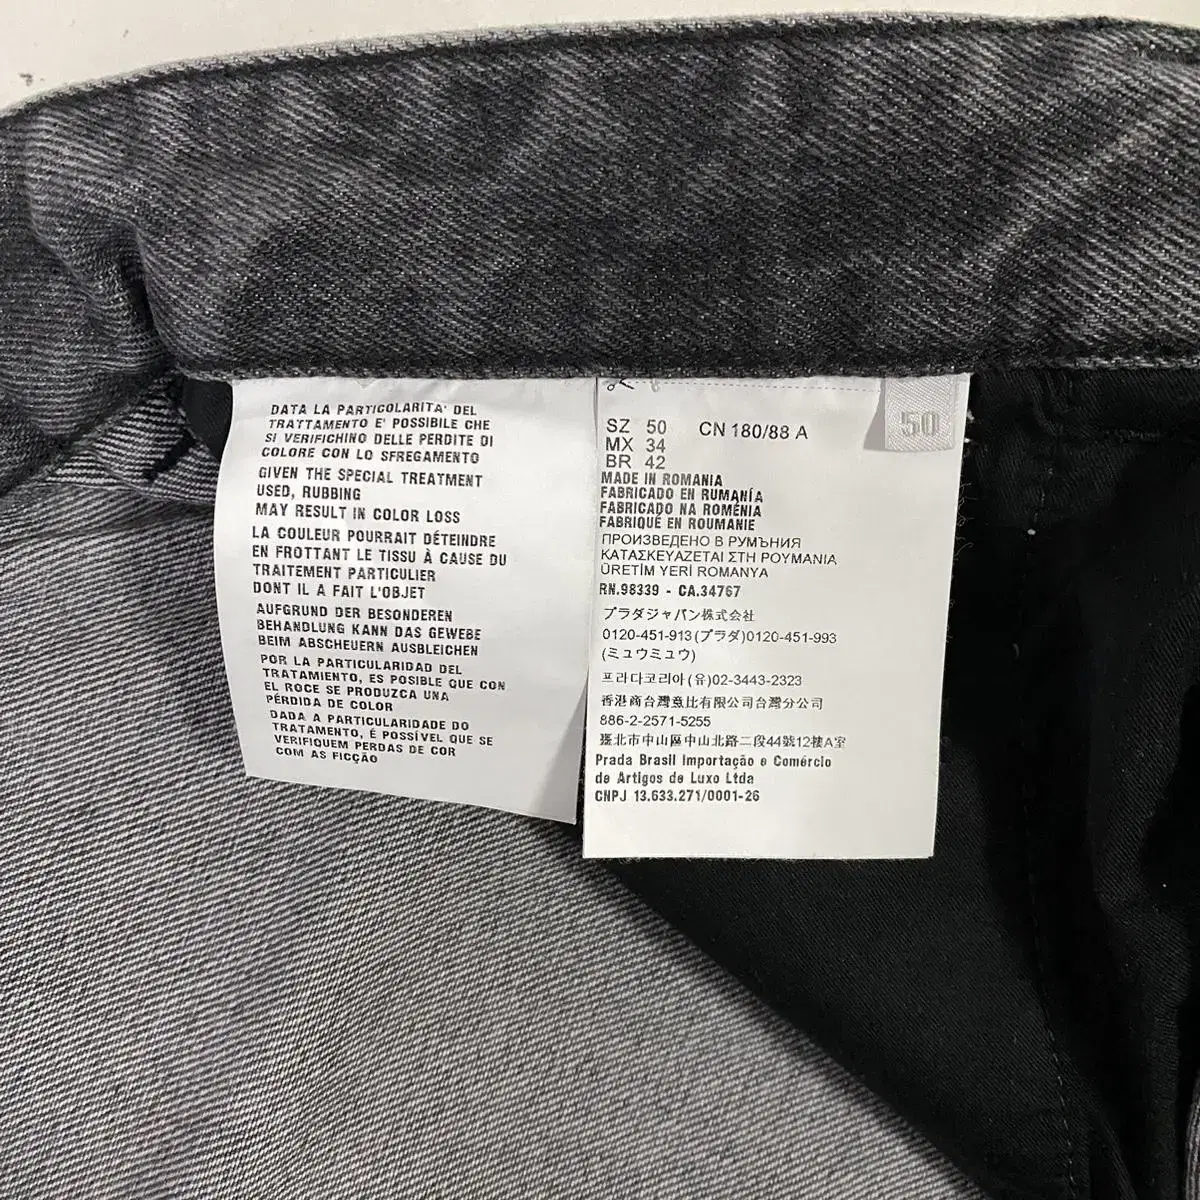 DATA LA PARTICOLARITA' DEL
TRATTAMENTO E' POSSIBILE CHE
SI VERIFICHINO DELLE PERDITE DI
COLORE CON LO SFREGAMENTO
GIVEN THE SPECIAL TREATMENT
USED, RUBBING
MAY RESULT IN COLOR LOSS
LA COULEUR POURRAIT DÉTEINDRE
EN FROTTANT LE TISSU À CAUSE DU
TRAITEMENT PARTICULIER
DONT IL A FAIT L'OBJET
AUFGRUND DER BESONDEREN
BEHANDLUNG KANN DAS GEWEBE
BEIM ABSCHEUERN AUSBLEICHEN
POR LA PARTICULARIDAD DEL
TRATAMIENTO, ES POSIBLE QUE CON
EL ROCE SE PRODUZCA UNA
PÉRDIDA DE COLOR
DADA A PARTICULARIDADE DO
TRATAMENTO, É POSSÍVEL QUE SE
VERIFIQUEM PERDAS DE COR
COM AS FICÇÃO
SZ 50 CN 180/88 A
MX 34
BR 42
MADE IN ROMANIA
FABRICADO EN RUMANÍA
FABRICADO NA ROMÉNIA
FABRIQUÉ EN ROUMANIE
ПРОИЗВЕДЕНО В РУМЪНИЯ
ΚΑΤΑΣΚΕΥΑΖΕΤΑΙ ΣΤΗ ΡΟΥΜΑΝΙΑ
ÜRETİM YERİ ROMANYA
RN.98339 - CA.34767
プラダジャパン株式会社
0120-451-913(プラダ)0120-451-993
(ミュウミュウ)
프라다코리아(유)02-3443-2323
香港商台灣惫比有限公司台灣分公司
886-2-2571-5255
臺北市中山區中山北路二段44號12樓A室
Prada Brasil Importação e Comércio
de Artigos de Luxo Ltda
CNPJ 13.633.271/0001-26
50